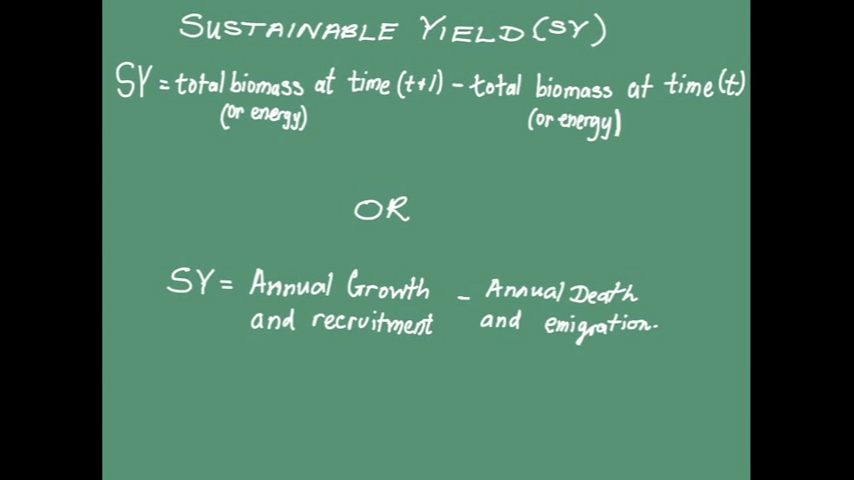 SUSTAINABLE YIELD (SY)
SY = total biomass at time (t+1) - total biomass at time (t)
(or energy) (or energy)
OR
SY = Annual Growth - Annual Death
and recruitment and emigration.